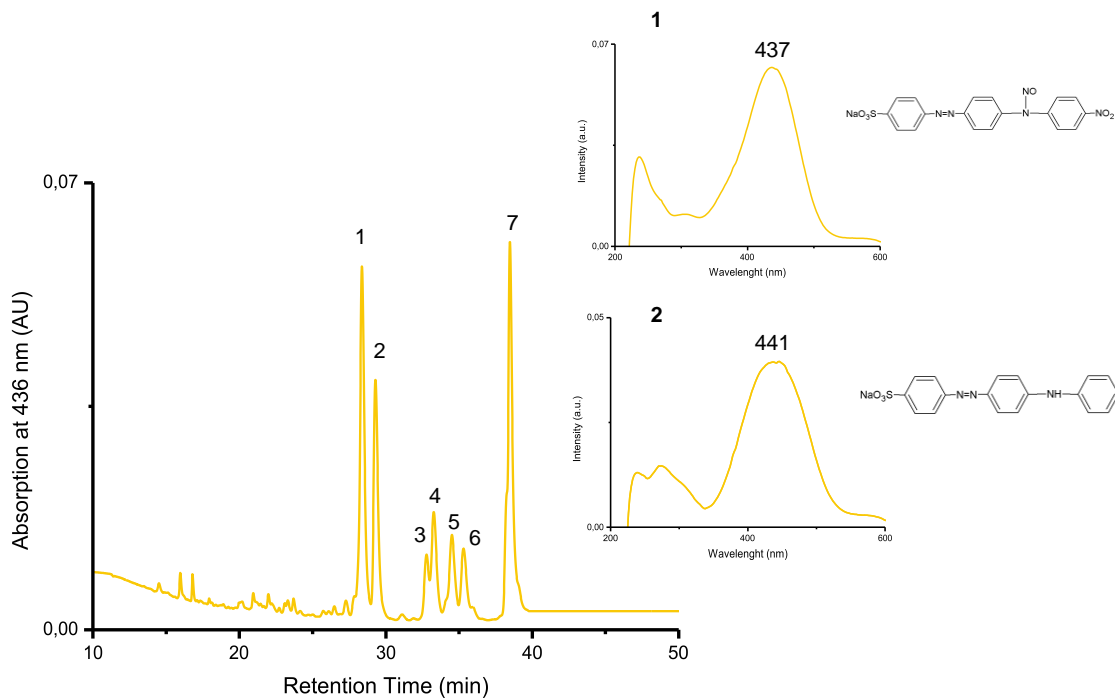 0,07
0,00
Absorption at 436 nm (AU)
10
20
30
40
50
Retention Time (min)
1
2
3
4
5
6
7
1
0,07
0,00
Intensity (a.u.)
437
200
400
600
Wavelenght (nm)
NO
NaO3S
N=N
N
NO2
2
0,05
0,00
Intensity (a.u.)
441
200
400
600
Wavelenght (nm)
NaO3S
N=N
NH